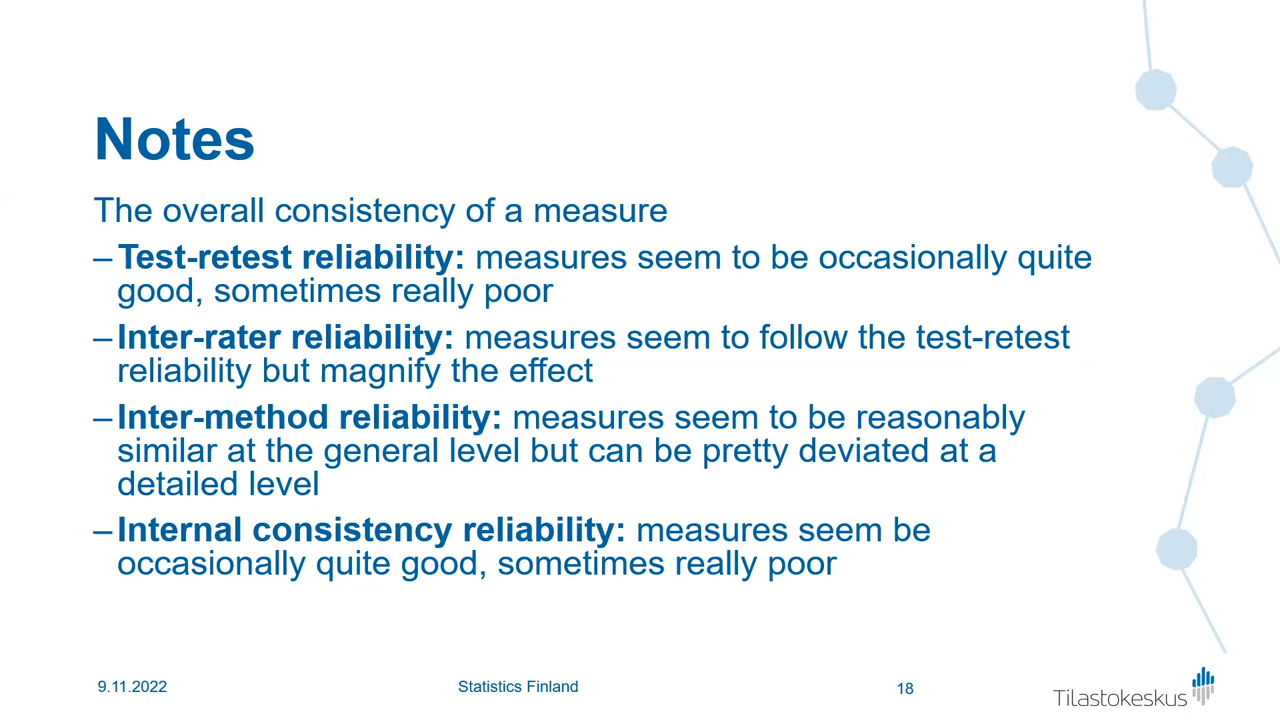 Notes
The overall consistency of a measure
– Test-retest reliability: measures seem to be occasionally quite
good, sometimes really poor
– Inter-rater reliability: measures seem to follow the test-retest
reliability but magnify the effect
– Inter-method reliability: measures seem to be reasonably
similar at the general level but can be pretty deviated at a
detailed level
– Internal consistency reliability: measures seem be
occasionally quite good, sometimes really poor
9.11.2022
Statistics Finland
18
Tilastokeskus